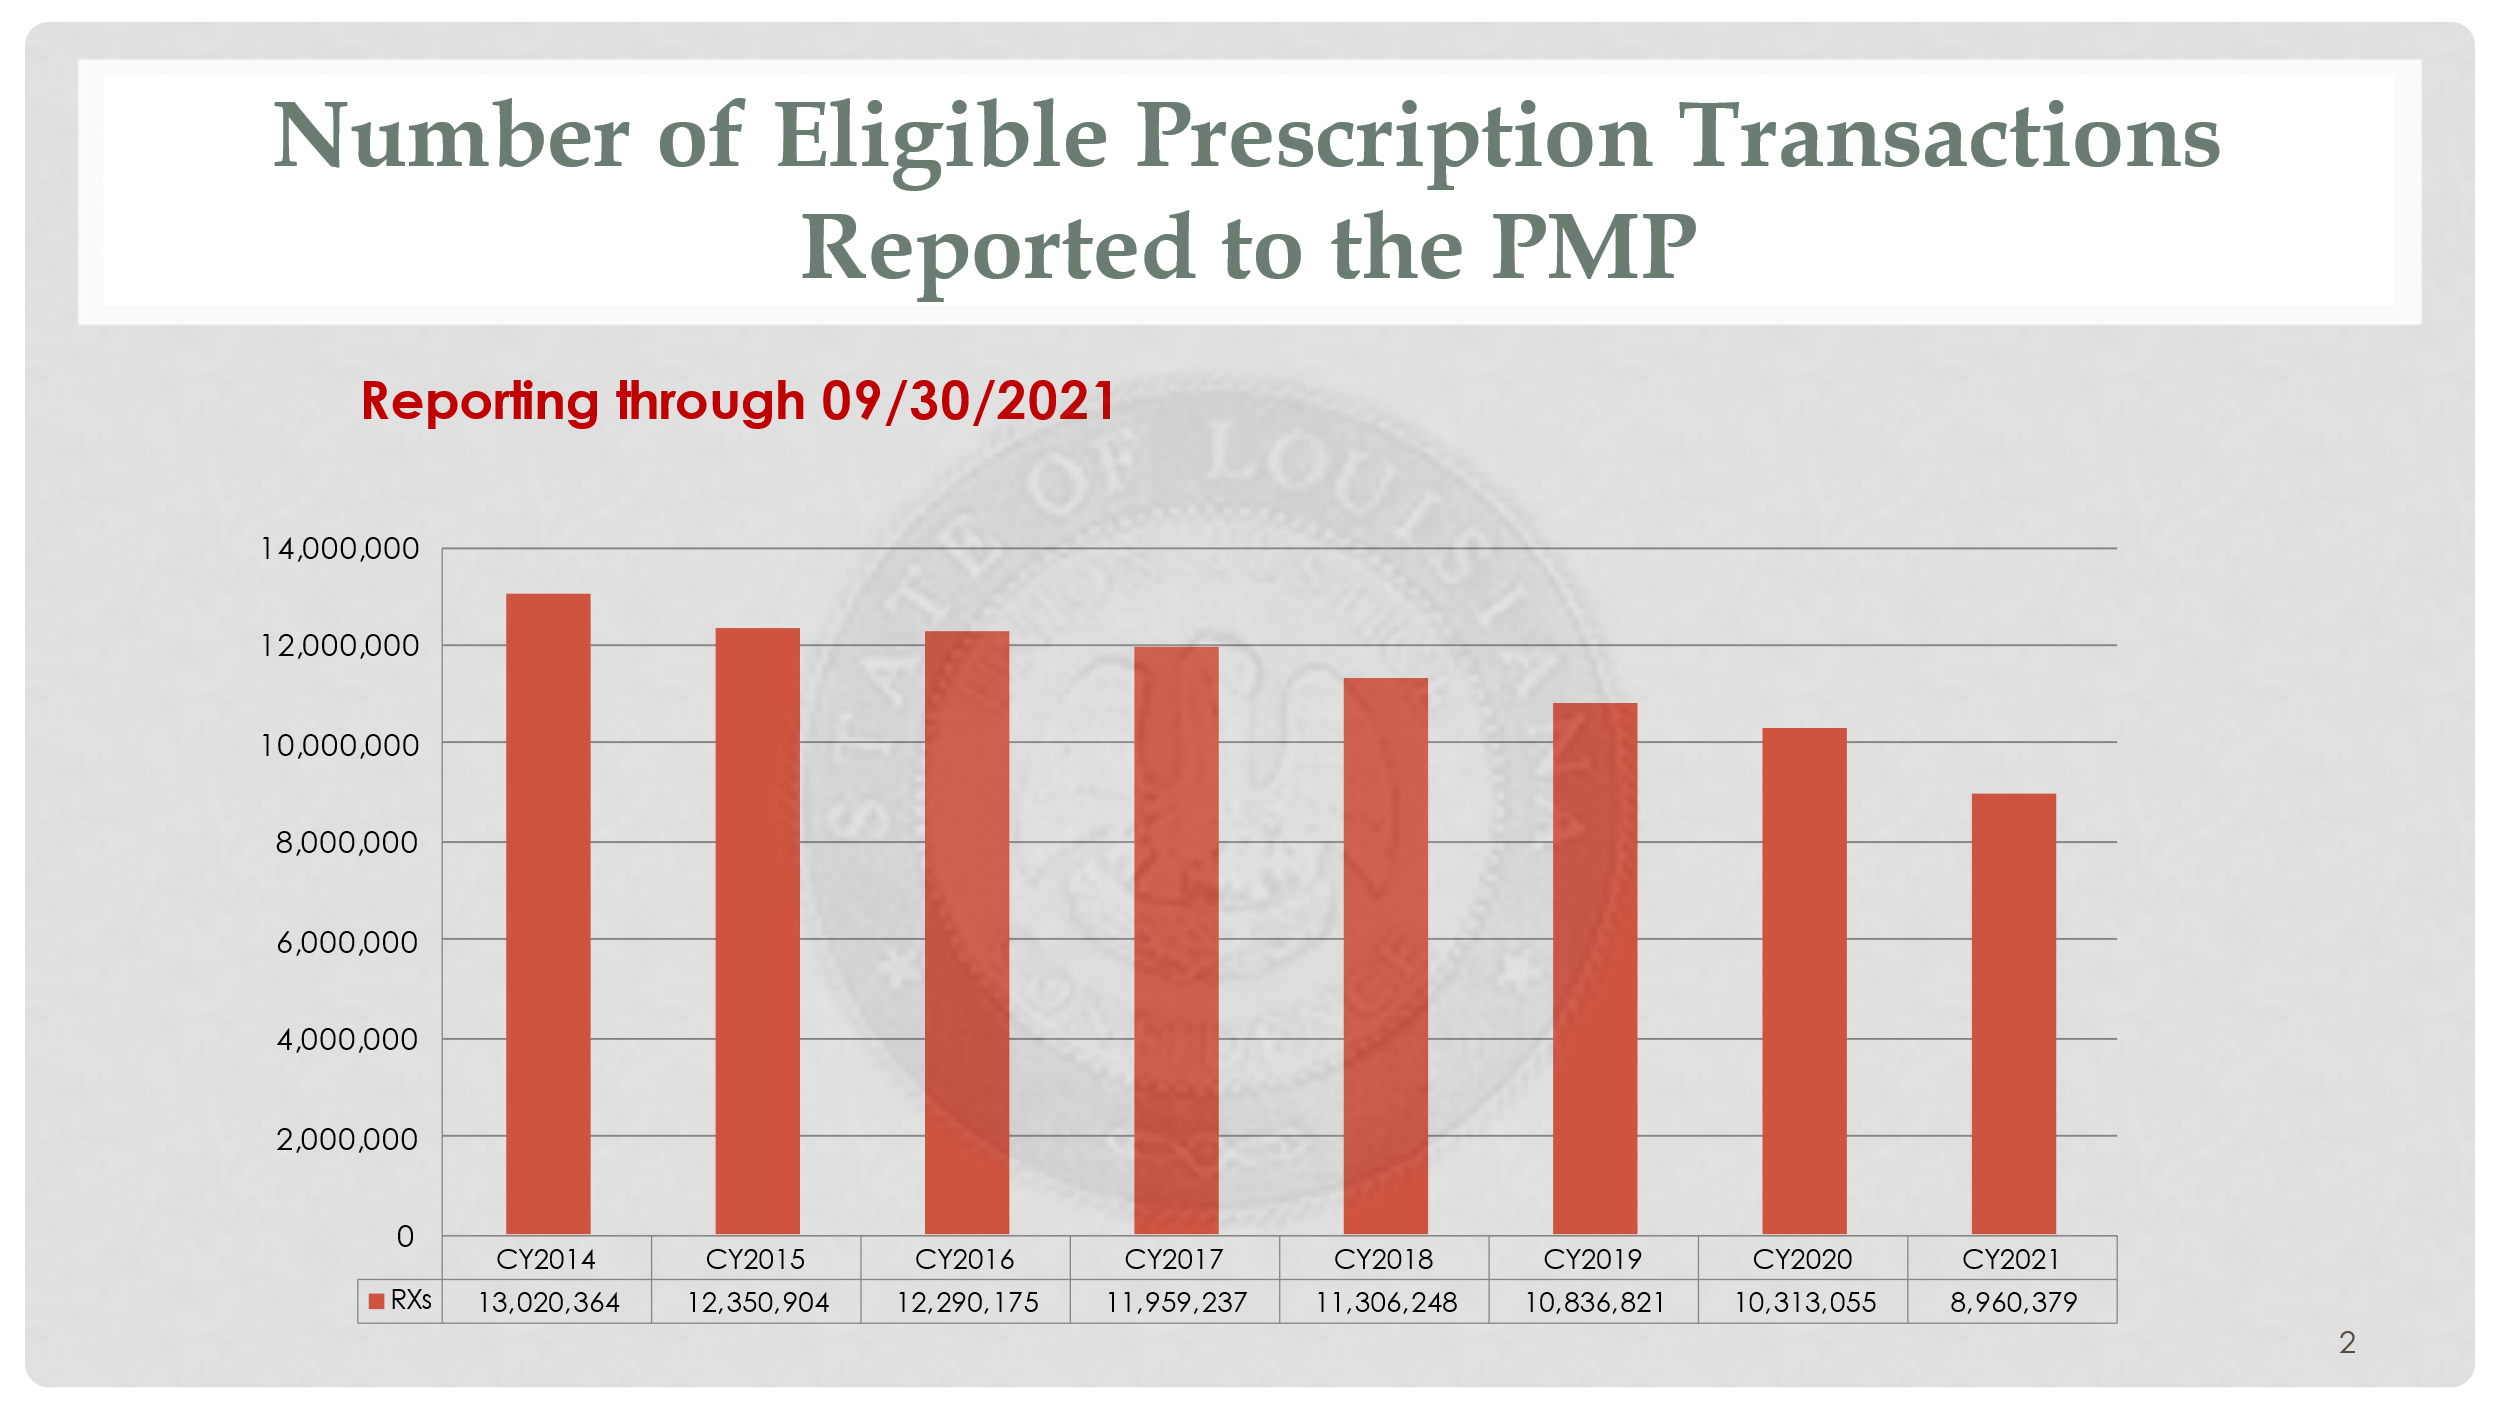 Number of Eligible Prescription Transactions
Reported to the PMP
Reporting through 09/30/2021
14,000,000
12,000,000
10,000,000
8,000,000
6,000,000
4,000,000
2,000,000
0
CY2014 CY2015 CY2016 CY2017 CY2018 CY2019 CY2020 CY2021
RXs 13,020,364 12,350,904 12,290,175 11,959,237 11,306,248 10,836,821 10,313,055 8,960,379
2
STATE OF LOUISIANA